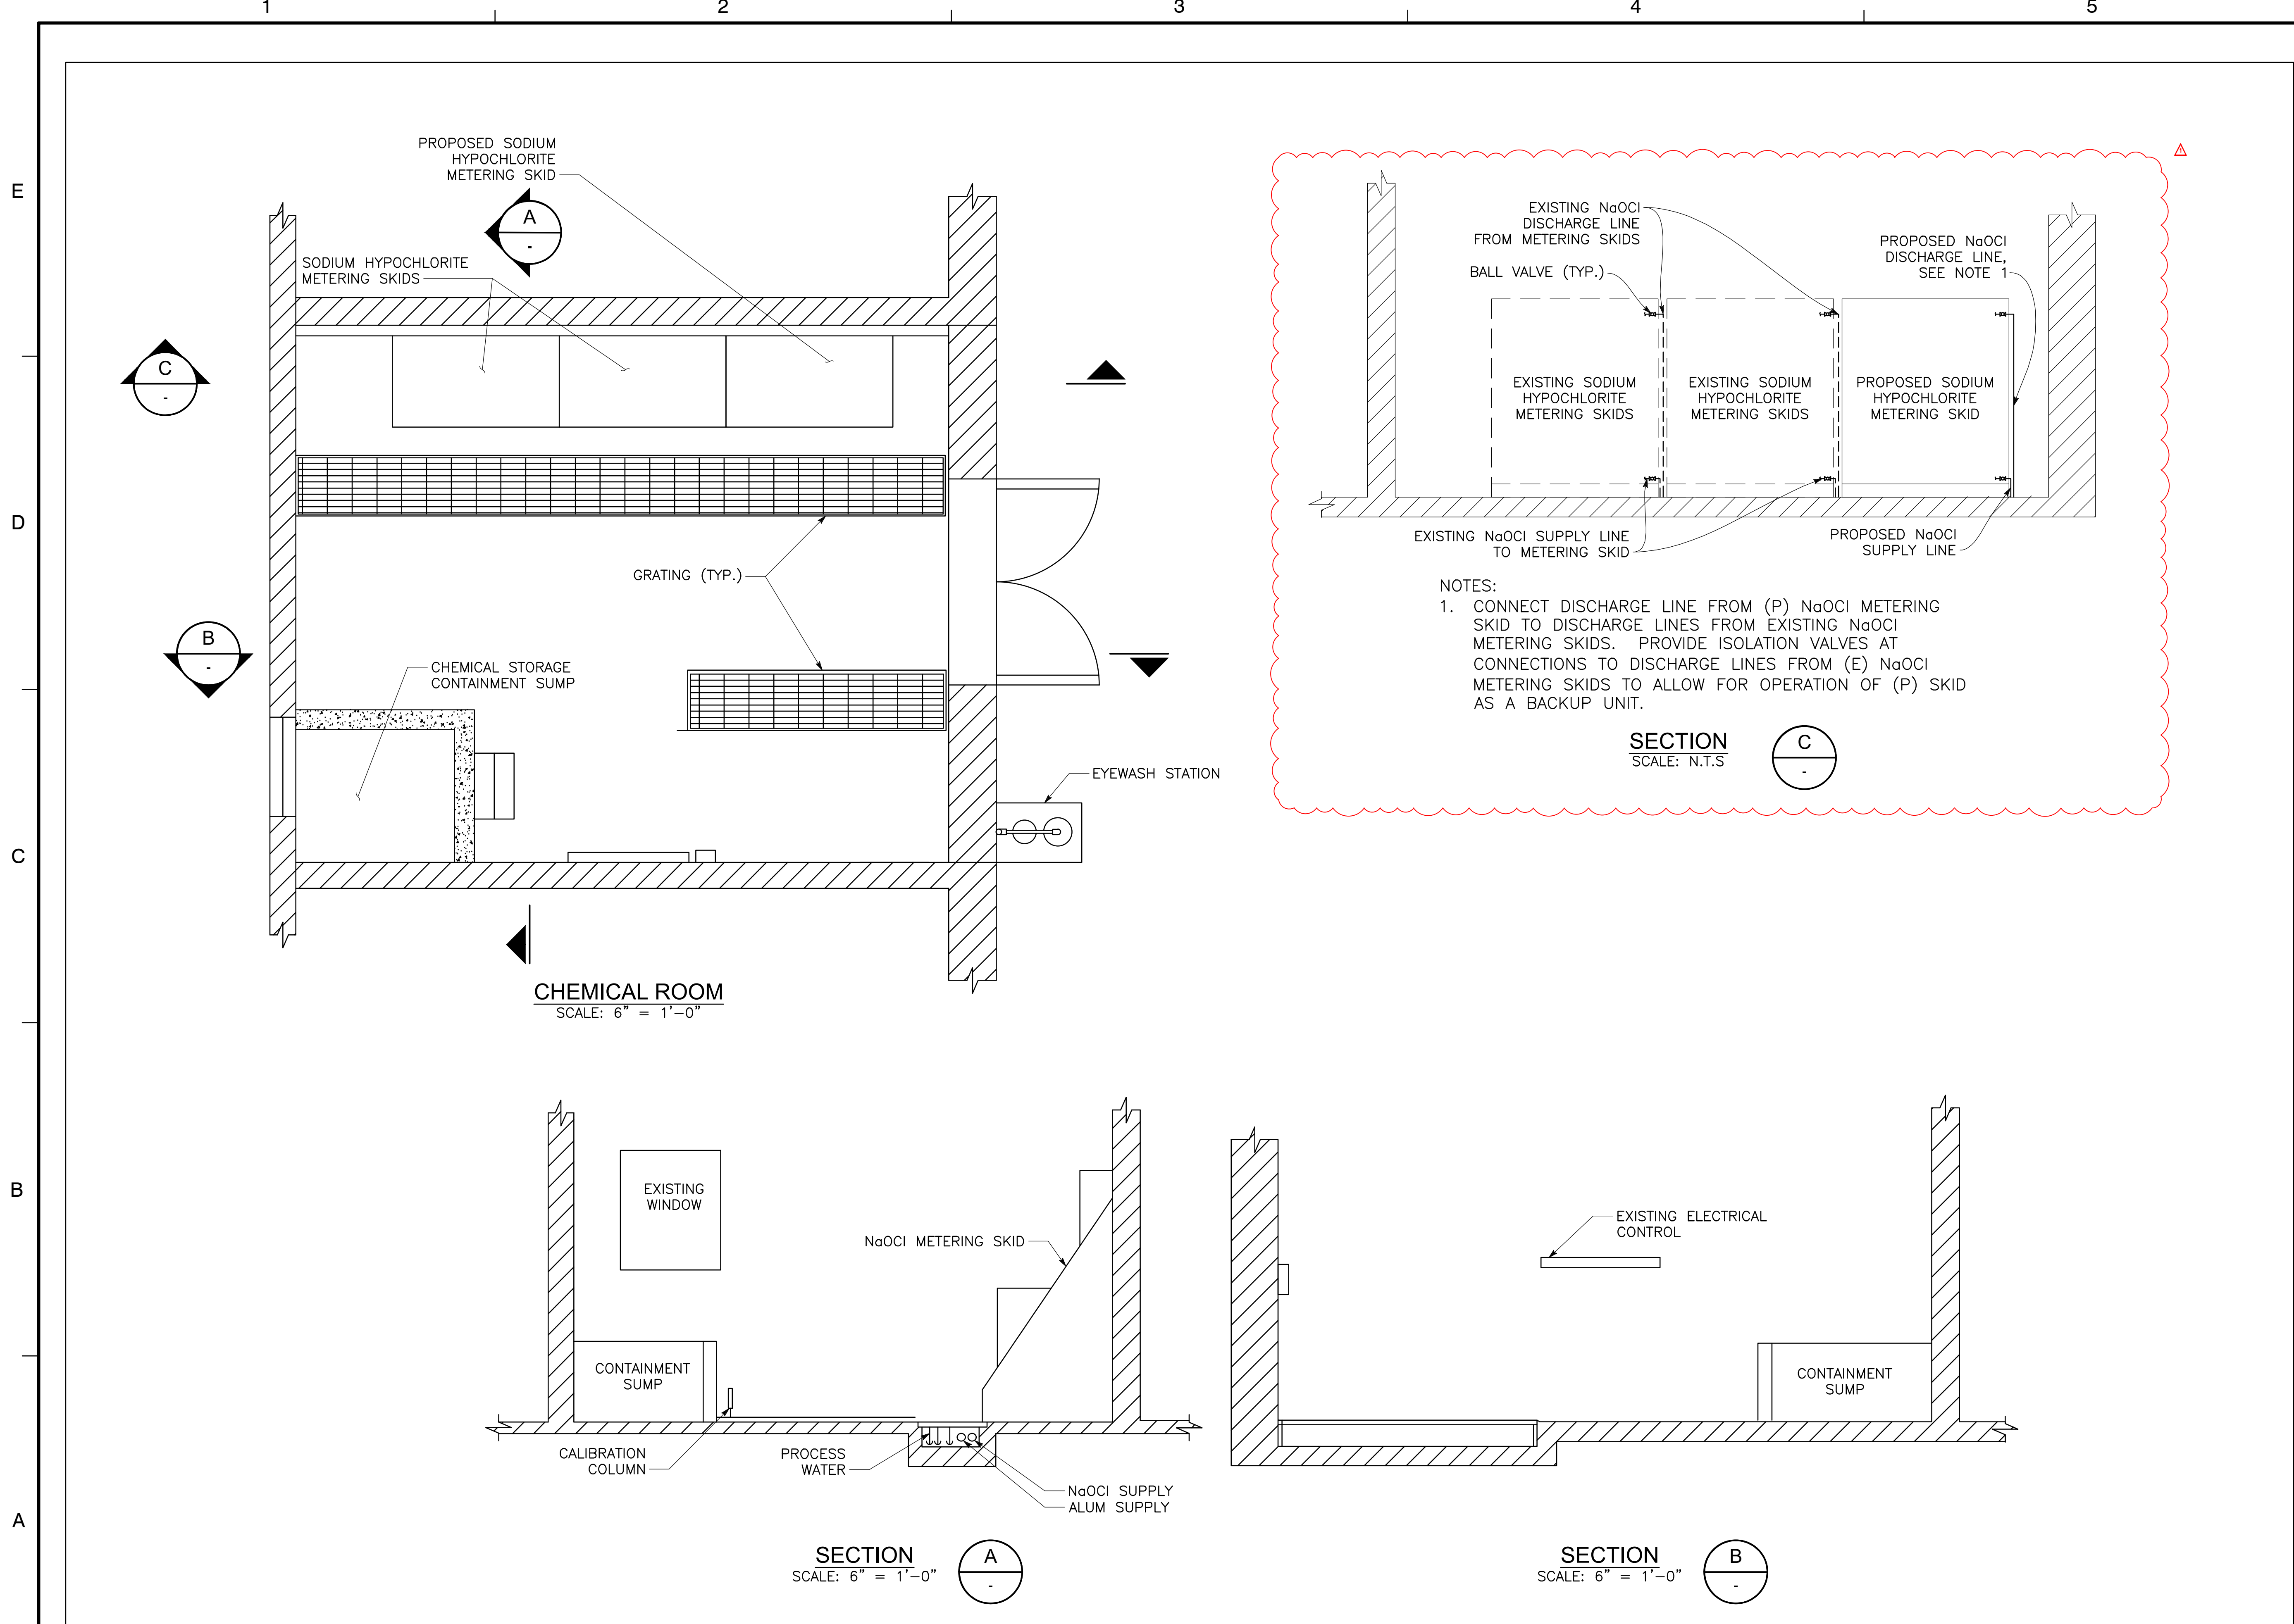 1
2
3
4
5
E
D
C
B
A
PROPOSED SODIUM
HYPOCHLORITE
METERING SKID
A
-
SODIUM HYPOCHLORITE
METERING SKIDS
C
-
GRATING (TYP.)
B
-
CHEMICAL STORAGE
CONTAINMENT SUMP
EYEWASH STATION
CHEMICAL ROOM
SCALE: 6" = 1'-0"
EXISTING NaOCl
DISCHARGE LINE
FROM METERING SKIDS
BALL VALVE (TYP.)
PROPOSED NaOCl
DISCHARGE LINE,
SEE NOTE 1
EXISTING SODIUM
HYPOCHLORITE
METERING SKIDS
EXISTING SODIUM
HYPOCHLORITE
METERING SKIDS
PROPOSED SODIUM
HYPOCHLORITE
METERING SKID
EXISTING NaOCl SUPPLY LINE
TO METERING SKID
PROPOSED NaOCl
SUPPLY LINE
NOTES:
1. CONNECT DISCHARGE LINE FROM (P) NaOCl METERING
SKID TO DISCHARGE LINES FROM EXISTING NaOCl
METERING SKIDS. PROVIDE ISOLATION VALVES AT
CONNECTIONS TO DISCHARGE LINES FROM (E) NaOCl
METERING SKIDS TO ALLOW FOR OPERATION OF (P) SKID
AS A BACKUP UNIT.
SECTION
SCALE: N.T.S
C
-
EXISTING
WINDOW
NaOCl METERING SKID
CONTAINMENT
SUMP
CALIBRATION
COLUMN
PROCESS
WATER
NaOCl SUPPLY
ALUM SUPPLY
SECTION
SCALE: 6" = 1'-0"
A
-
EXISTING ELECTRICAL
CONTROL
CONTAINMENT
SUMP
SECTION
SCALE: 6" = 1'-0"
B
-